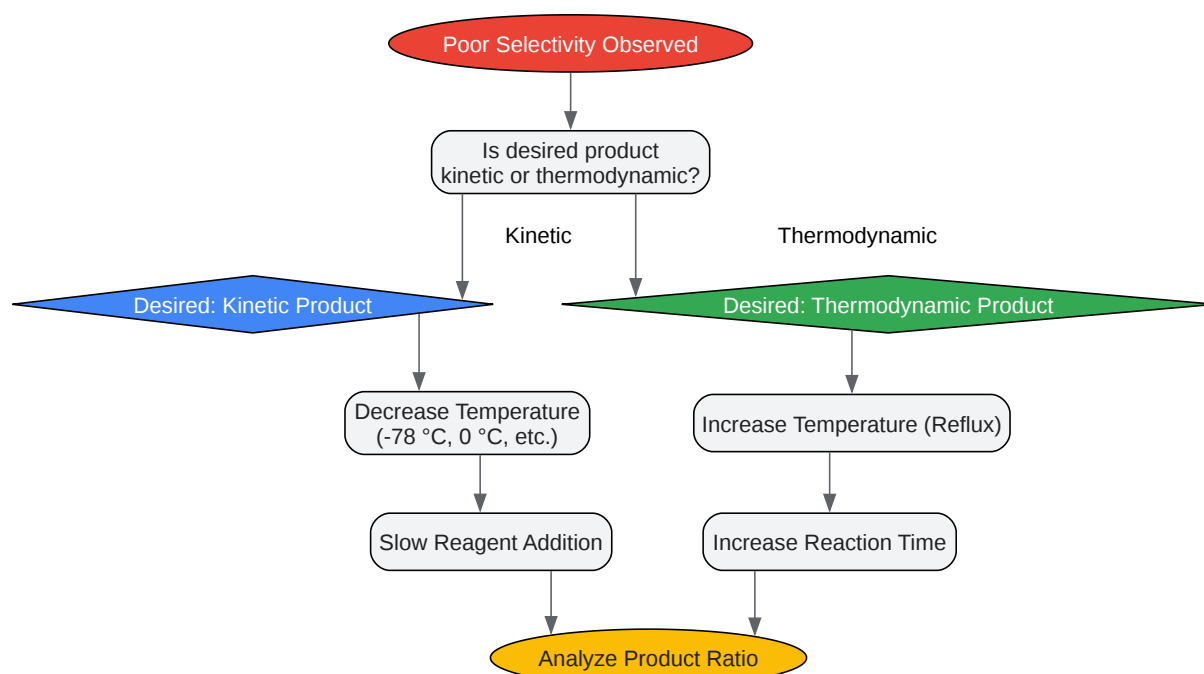 Poor Selectivity Observed
Is desired product
kinetic or thermodynamic?
Kinetic
Thermodynamic
Desired: Kinetic Product
Desired: Thermodynamic Product
Decrease Temperature
(-78 °C, 0 °C, etc.)
Increase Temperature (Reflux)
Slow Reagent Addition
Increase Reaction Time
Analyze Product Ratio